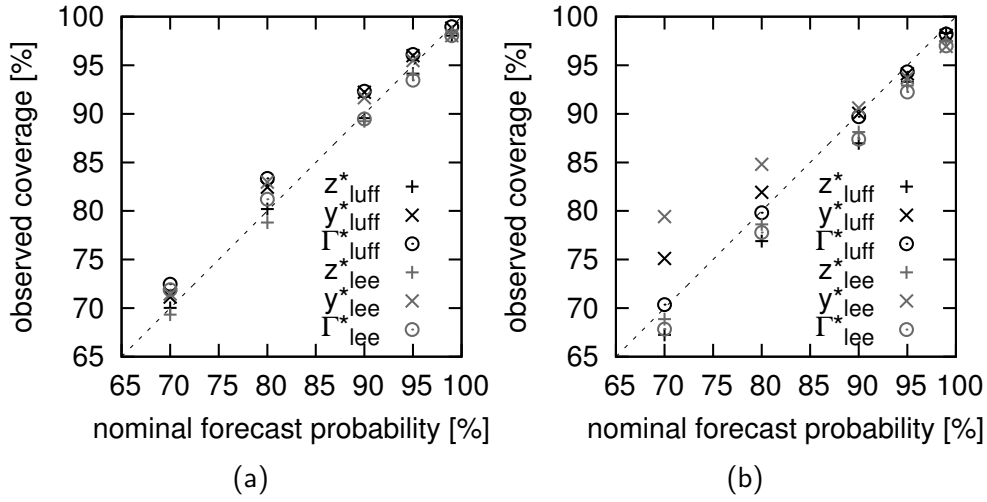 observed coverage [%]
100
95
90
85
80
75
70
65
z*luff
y*luff
Γ*luff
z*lee
y*lee
Γ*lee
65 70 75 80 85 90 95 100
nominal forecast probability [%]
(a)
observed coverage [%]
100
95
90
85
80
75
70
65
z*luff
y*luff
Γ*luff
z*lee
y*lee
Γ*lee
65 70 75 80 85 90 95 100
nominal forecast probability [%]
(b)